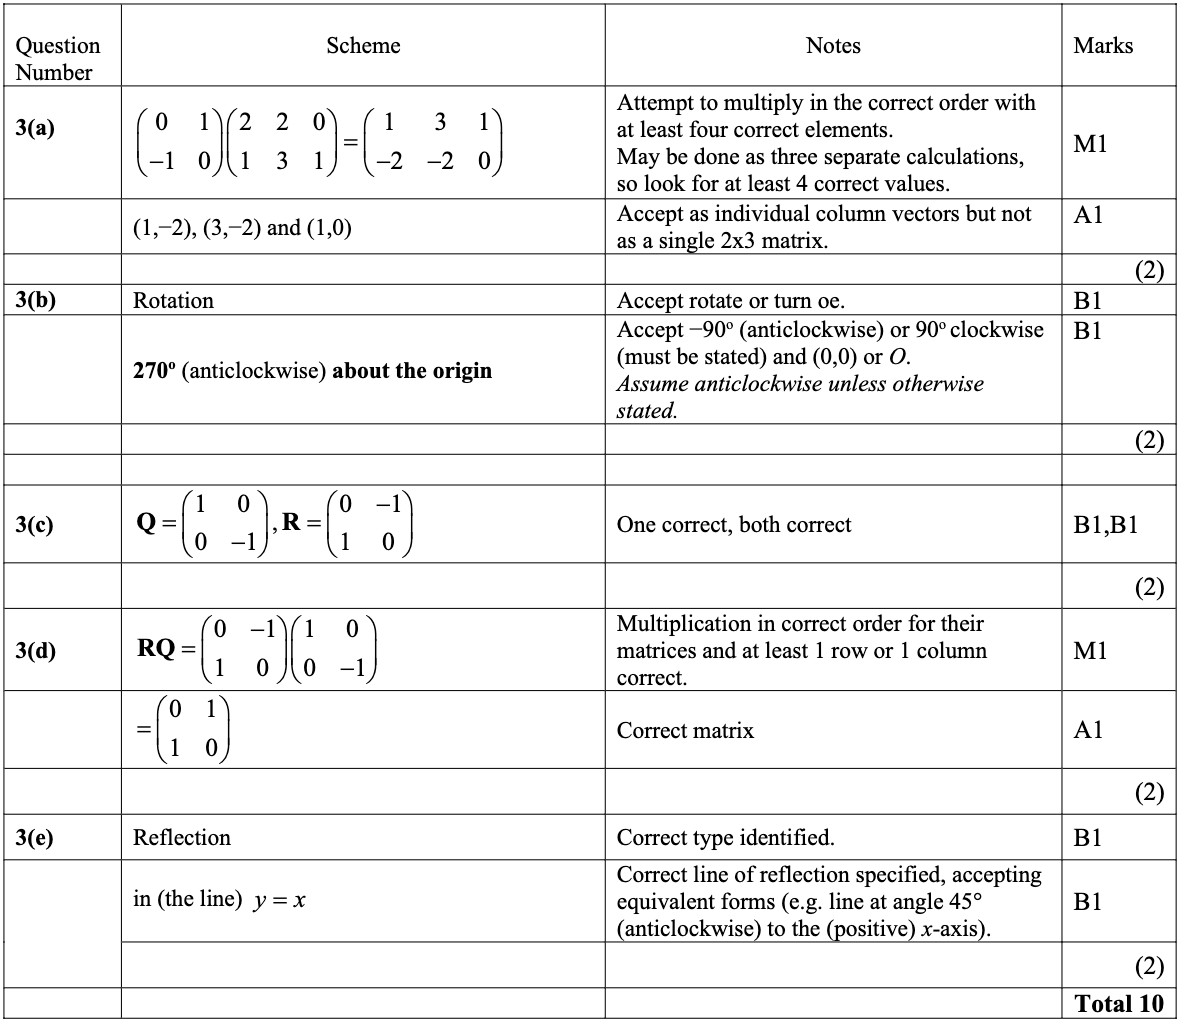 Question Number Scheme Notes Marks
3(a) $\begin{pmatrix} 0 & 1 \\ -1 & 0 \end{pmatrix}\begin{pmatrix} 2 & 2 & 0 \\ 1 & 3 & 1 \end{pmatrix} = \begin{pmatrix} 1 & 3 & 1 \\ -2 & -2 & 0 \end{pmatrix}$
Attempt to multiply in the correct order with
at least four correct elements.
May be done as three separate calculations,
so look for at least 4 correct values.
M1
(1,−2), (3,−2) and (1,0)
Accept as individual column vectors but not
as a single 2x3 matrix.
A1
(2)
3(b) Rotation Accept rotate or turn oe. B1
270º (anticlockwise) about the origin
Accept −90º (anticlockwise) or 90º clockwise
(must be stated) and (0,0) or O.
Assume anticlockwise unless otherwise
stated.
B1
(2)
3(c) $\mathbf{Q} = \begin{pmatrix} 1 & 0 \\ 0 & -1 \end{pmatrix}, \mathbf{R} = \begin{pmatrix} 0 & -1 \\ 1 & 0 \end{pmatrix}$ One correct, both correct B1,B1
(2)
3(d) $\mathbf{RQ} = \begin{pmatrix} 0 & -1 \\ 1 & 0 \end{pmatrix}\begin{pmatrix} 1 & 0 \\ 0 & -1 \end{pmatrix}$
Multiplication in correct order for their
matrices and at least 1 row or 1 column
correct.
M1
$= \begin{pmatrix} 0 & 1 \\ 1 & 0 \end{pmatrix}$ Correct matrix A1
(2)
3(e) Reflection Correct type identified. B1
in (the line) y = x
Correct line of reflection specified, accepting
equivalent forms (e.g. line at angle 45°
(anticlockwise) to the (positive) x-axis).
B1
(2)
Total 10